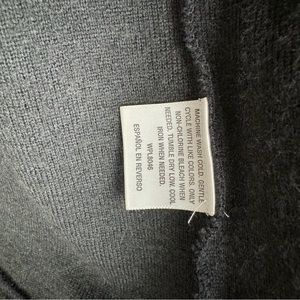 MACHINE WASH COLD. GENTLE
CYCLE WITH LIKE COLORS. ONLY
NON-CHLORINE BLEACH WHEN
NEEDED. TUMBLE DRY LOW. COOL
IRON WHEN NEEDED.
WPL8046
ESPAÑOL EN REVERSO